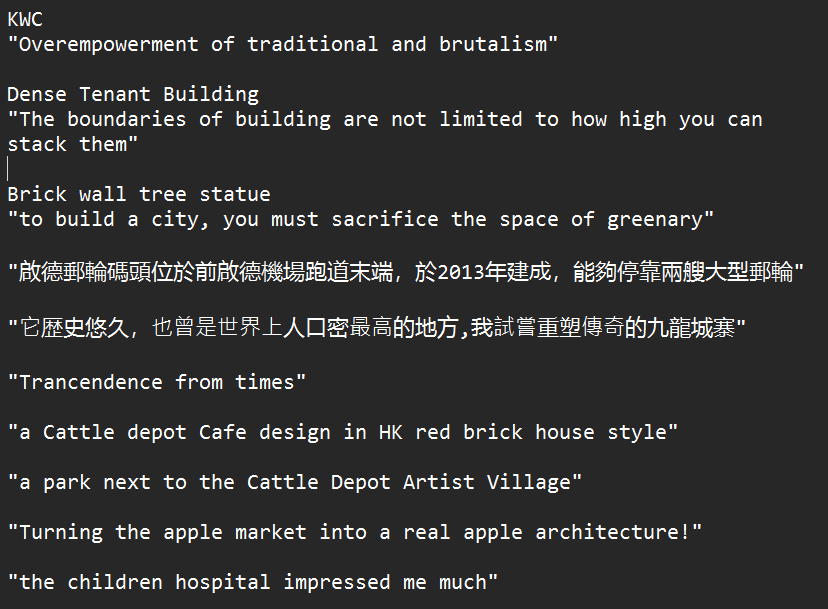 KWC
"Overempowerment of traditional and brutalism"
Dense Tenant Building
"The boundaries of building are not limited to how high you can
stack them"
Brick wall tree statue
"to build a city, you must sacrifice the space of greenary"
"啟德郵輪碼頭位於前啟德機場跑道末端，於2013年建成，能夠停靠兩艘大型郵輪"
"它歷史悠久，也曾是世界上人口密最高的地方,我試嘗重塑傳奇的九龍城寨"
"Trancendence from times"
"a Cattle depot Cafe design in HK red brick house style"
"a park next to the Cattle Depot Artist Village"
"Turning the apple market into a real apple architecture!"
"the children hospital impressed me much"